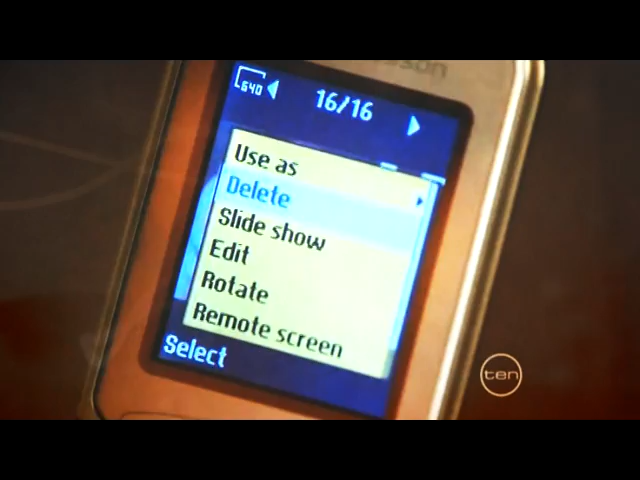 640
16/16
Use as
Delete
Slide show
Edit
Rotate
Remote screen
Select
ten